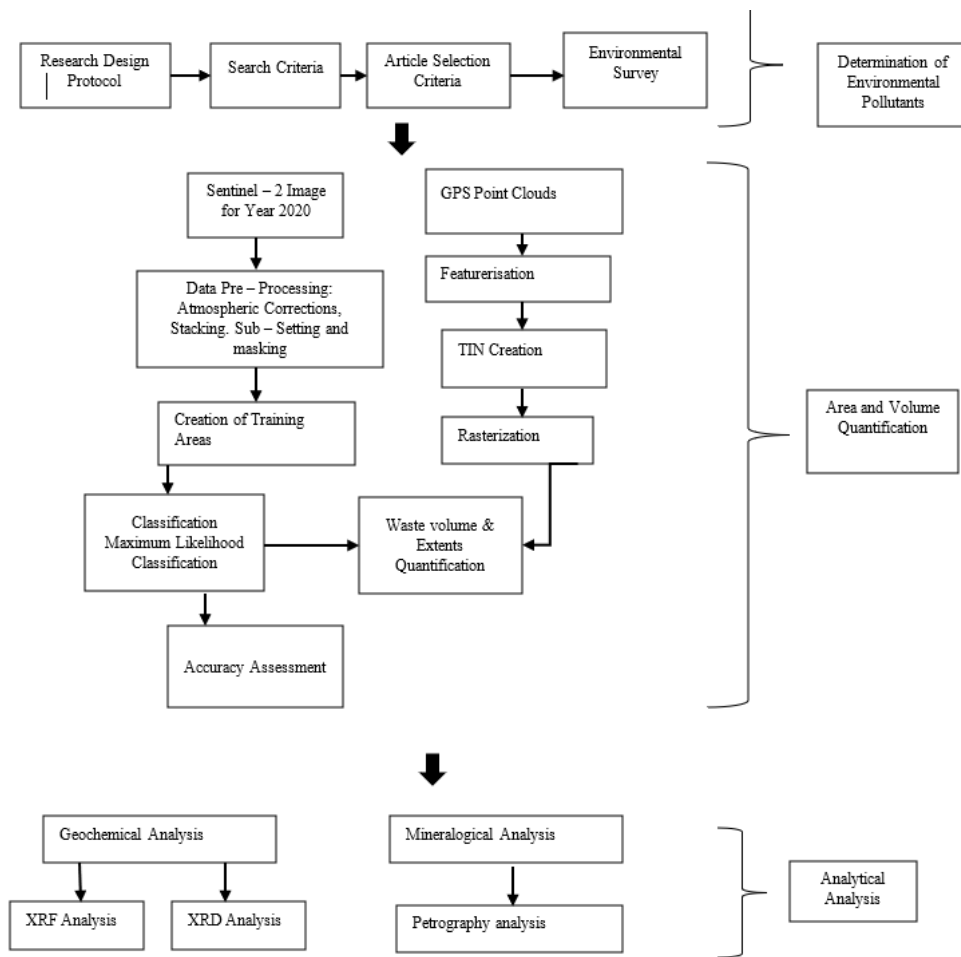 Research Design
Protocol
Search Criteria
Article Selection
Criteria
Environmental
Survey
Determination of
Environmental
Pollutants
Sentinel – 2 Image
for Year 2020
Data Pre – Processing:
Atmospheric Corrections,
Stacking. Sub – Setting and
masking
Creation of Training
Areas
Classification
Maximum Likelihood
Classification
Accuracy Assessment
GPS Point Clouds
Featurerisation
TIN Creation
Rasterization
Waste volume &
Extents
Quantification
Area and Volume
Quantification
Geochemical Analysis
XRF Analysis
XRD Analysis
Mineralogical Analysis
Petrography analysis
Analytical
Analysis